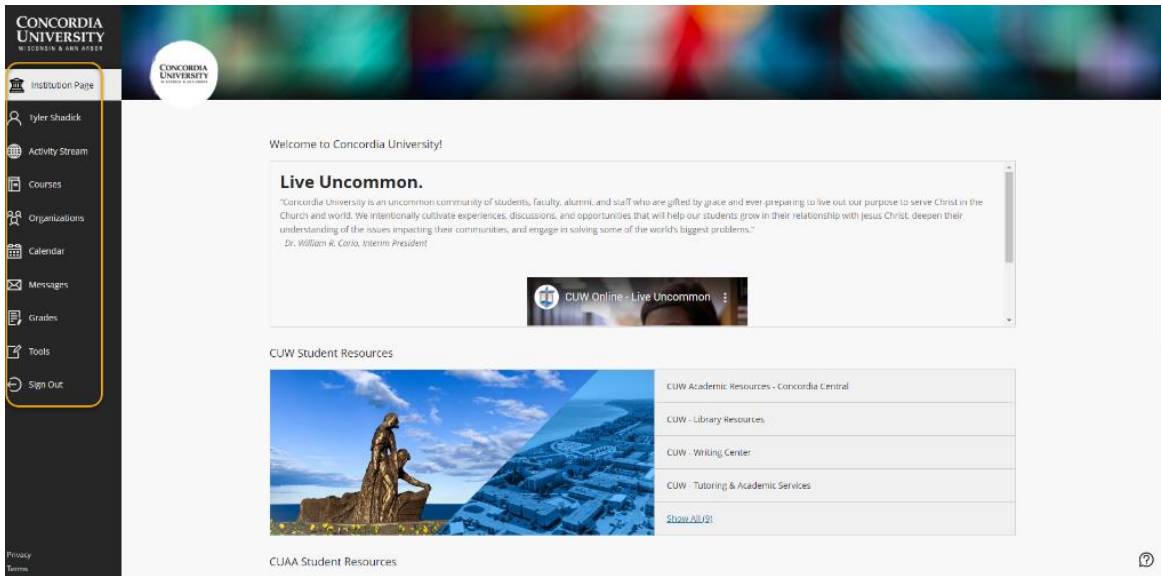 CONCORDIA
UNIVERSITY
WISCONSIN & ANN ARBOR
Institution Page
Tyler Shadick
Activity Stream
Courses
Organizations
Calendar
Messages
Grades
Tools
Sign Out
Privacy
Terms
CONCORDIA
UNIVERSITY
Welcome to Concordia University!
Live Uncommon.
"Concordia University is an uncommon community of students, faculty, alumni, and staff who are gifted by grace and ever-preparing to live out our purpose to serve Christ in the
Church and world. We intentionally cultivate experiences, discussions, and opportunities that will help our students grow in their relationship with Jesus Christ, deepen their
understanding of the issues impacting their communities, and engage in solving some of the world's biggest problems."
- Dr. William R. Cario, Interim President
CUW Online - Live Uncommon
CUW Student Resources
CUW Academic Resources - Concordia Central
CUW - Library Resources
CUW - Writing Center
CUW - Tutoring & Academic Services
Show All (9)
CUAA Student Resources